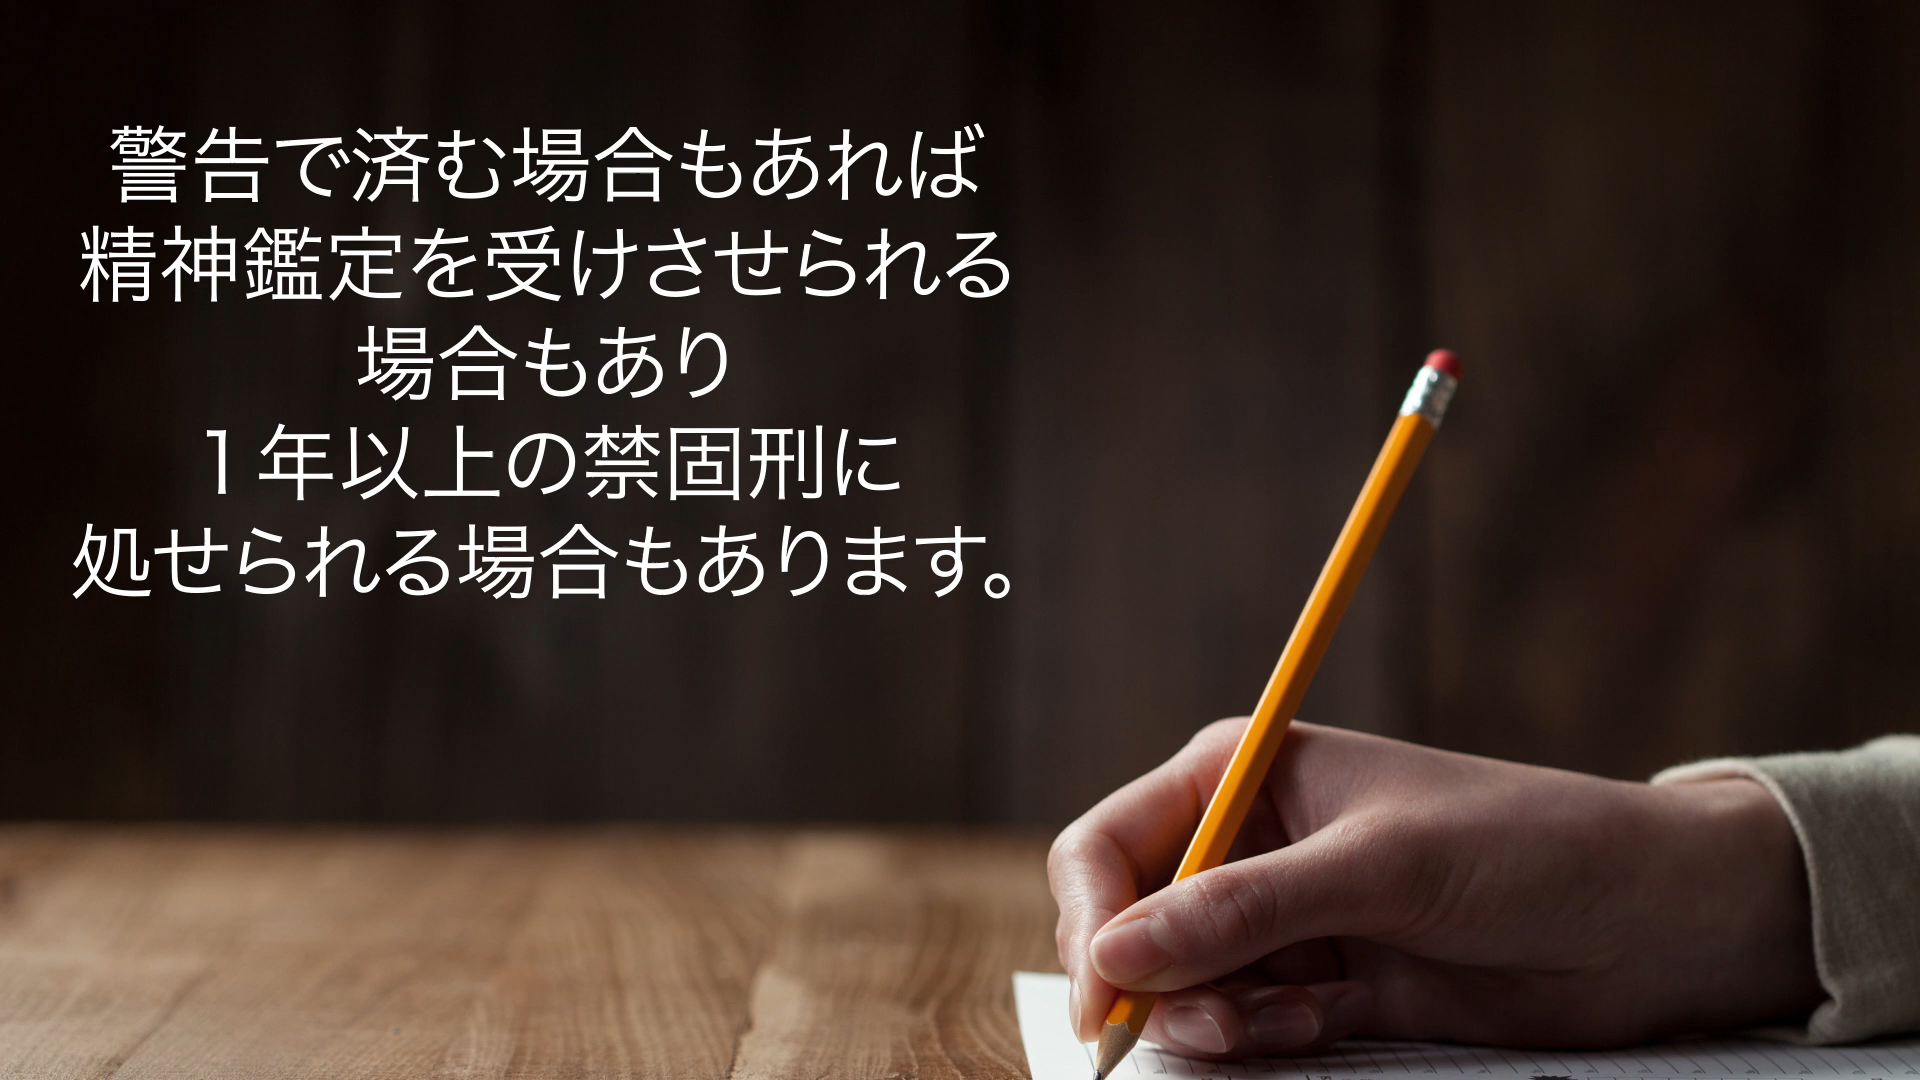 警告で済む場合もあれば
精神鑑定を受けさせられる
場合もあり
１年以上の禁固刑に
処せられる場合もあります。